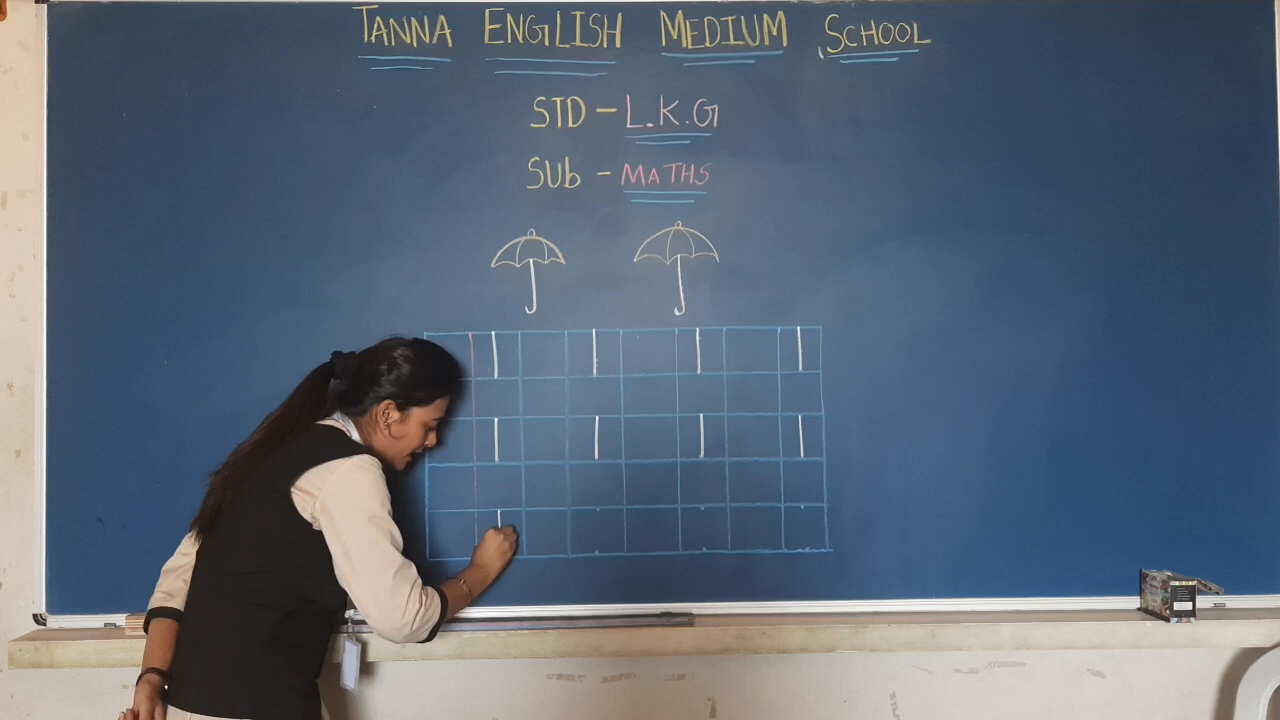 TANNA ENGLISH MEDIUM SCHOOL
STD - L.K.G
SUb - MATHS